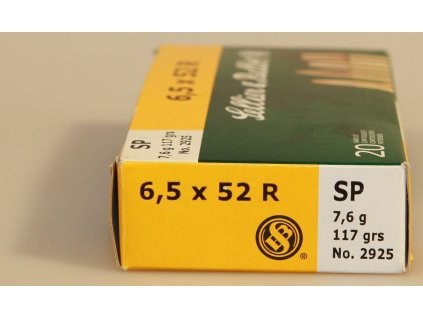 6,5 x 52 R
Sellier & Bellot
20
SP
7,6 g 117 grs
No. 2925
6,5 x 52 R
SP
7,6 g
117 grs
No. 2925
SB
®